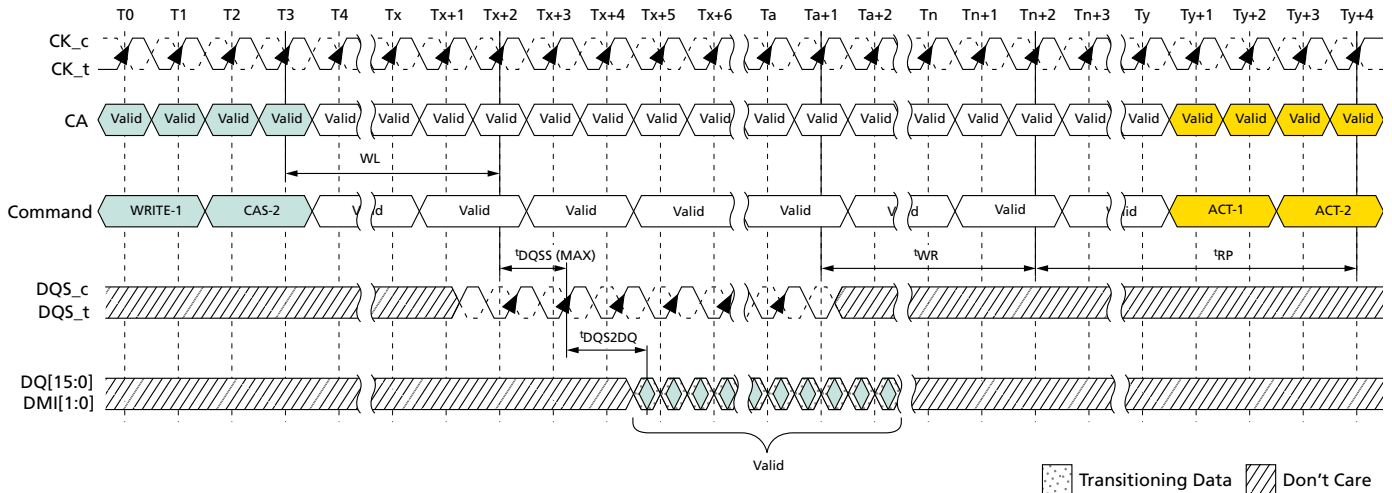 T0 T1 T2 T3 T4 Tx Tx+1 Tx+2 Tx+3 Tx+4 Tx+5 Tx+6 Ta Ta+1 Ta+2 Tn Tn+1 Tn+2 Tn+3 Ty Ty+1 Ty+2 Ty+3 Ty+4
CK_c
CK_t
CA Valid Valid Valid Valid Valid Valid Valid Valid Valid Valid Valid Valid Valid Valid Valid Valid Valid Valid Valid Valid Valid Valid Valid Valid
WL
Command WRITE-1 CAS-2 Valid Valid Valid Valid Valid Valid Valid Valid ACT-1 ACT-2
tDQSS (MAX) tWR tRP
DQS_c
DQS_t
tDQS2DQ
DQ[15:0]
DMI[1:0]
Valid
Transitioning Data Don't Care